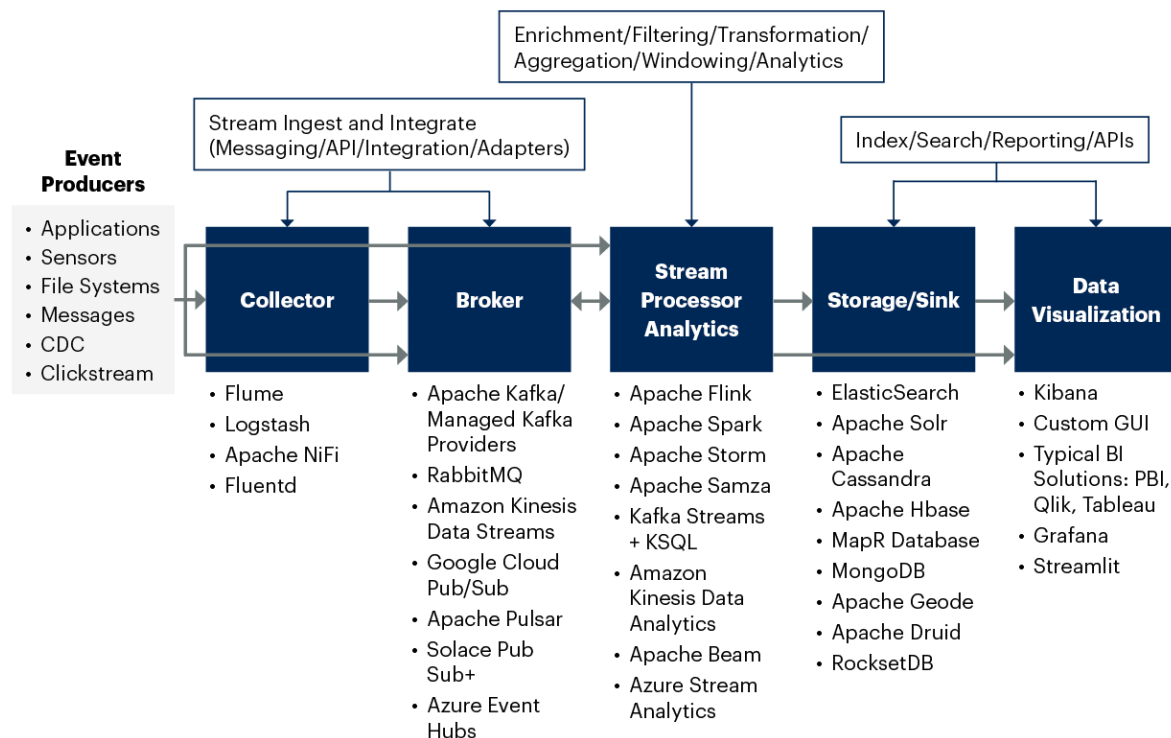 Enrichment/Filtering/Transformation/
Aggregation/Windowing/Analytics
Stream Ingest and Integrate
(Messaging/API/Integration/Adapters)
Index/Search/Reporting/APIs
Event
Producers
• Applications
• Sensors
• File Systems
• Messages
• CDC
• Clickstream
Collector
• Flume
• Logstash
• Apache NiFi
• Fluentd
Broker
• Apache Kafka/
Managed Kafka
Providers
• RabbitMQ
• Amazon Kinesis
Data Streams
• Google Cloud
Pub/Sub
• Apache Pulsar
• Solace Pub
Sub+
• Azure Event
Hubs
Stream
Processor
Analytics
• Apache Flink
• Apache Spark
• Apache Storm
• Apache Samza
• Kafka Streams
+ KSQL
• Amazon
Kinesis Data
Analytics
• Apache Beam
• Azure Stream
Analytics
Storage/Sink
• ElasticSearch
• Apache Solr
• Apache
Cassandra
• Apache Hbase
• MapR Database
• MongoDB
• Apache Geode
• Apache Druid
• RocksetDB
Data
Visualization
• Kibana
• Custom GUI
• Typical BI
Solutions: PBI,
Qlik, Tableau
• Grafana
• Streamlit